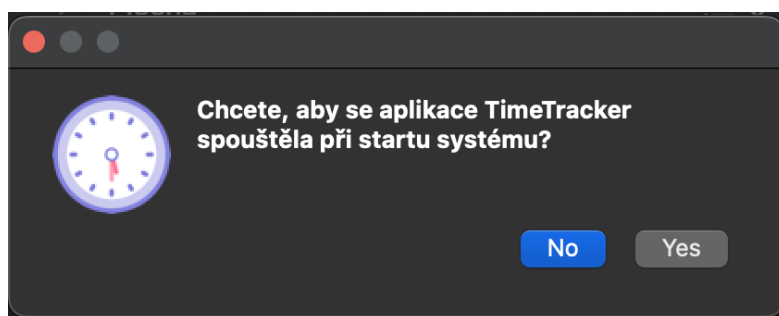 Chcete, aby se aplikace TimeTracker
spouštěla při startu systému?
No
Yes